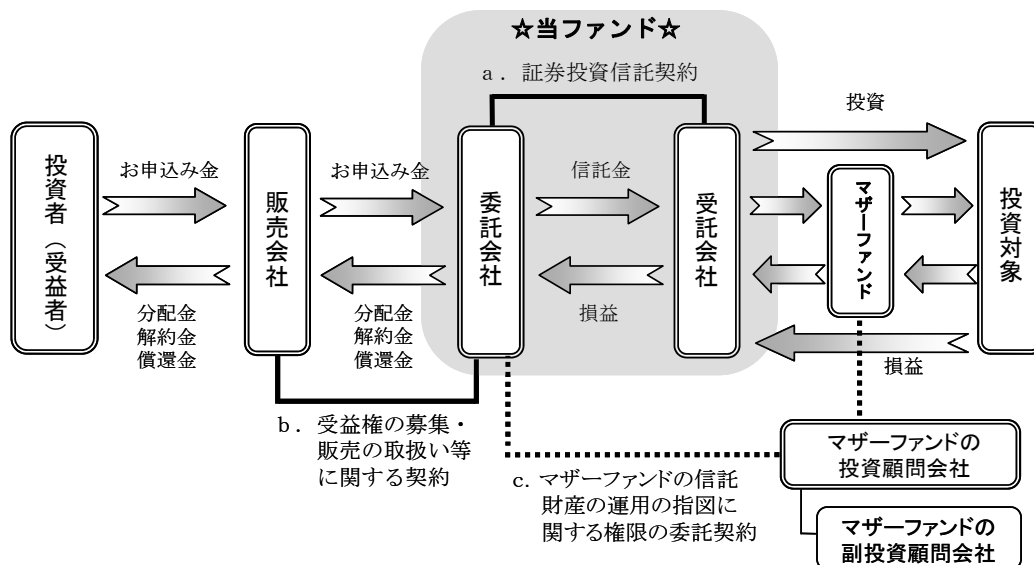 ☆当ファンド☆
a．証券投資信託契約
投資
投資者（受益者）
お申込み金
分配金
解約金
償還金
販売会社
お申込み金
分配金
解約金
償還金
委託会社
信託金
損益
受託会社
マザーファンド
投資対象
損益
b．受益権の募集・
販売の取扱い等
に関する契約
c．マザーファンドの信託
財産の運用の指図に
関する権限の委託契約
マザーファンドの
投資顧問会社
マザーファンドの
副投資顧問会社